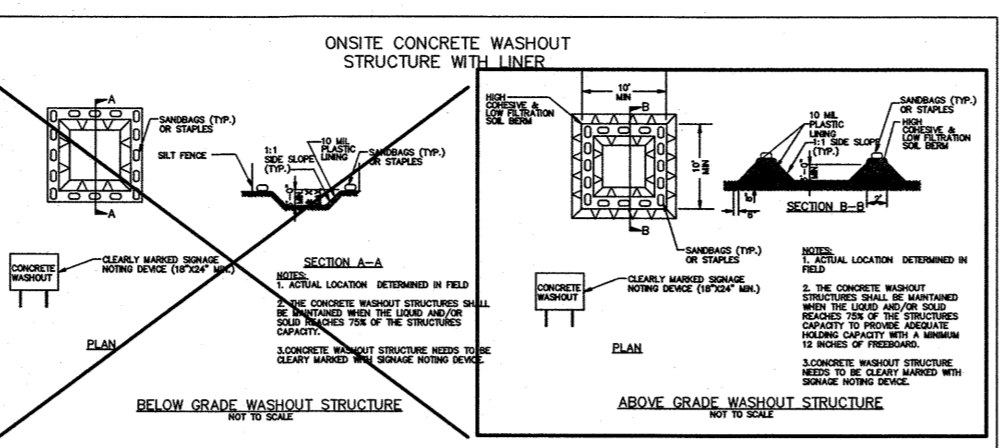 ONSITE CONCRETE WASHOUT
STRUCTURE WITH LINER
A
SANDBAGS (TYP.)
OR STAPLES
A
SILT FENCE
1:1
SIDE SLOPE
(TYP.)
10 MIL
PLASTIC
LINING
SANDBAGS (TYP.)
OR STAPLES
SECTION A-A
CONCRETE
WASHOUT
CLEARLY MARKED SIGNAGE
NOTING DEVICE (18"X24" MIN.)
NOTES:
1. ACTUAL LOCATION DETERMINED IN
FIELD
2. THE CONCRETE WASHOUT STRUCTURES SHALL
BE MAINTAINED WHEN THE LIQUID AND/OR
SOLID REACHES 75% OF THE STRUCTURES
CAPACITY.
3.CONCRETE WASHOUT STRUCTURE NEEDS TO BE
CLEARY MARKED WITH SIGNAGE NOTING DEVICE.
PLAN
BELOW GRADE WASHOUT STRUCTURE
NOT TO SCALE
HIGH
COHESIVE &
LOW FILTRATION
SOIL BERM
10'
MIN
B
10'
MIN
B
SANDBAGS (TYP.)
OR STAPLES
10 MIL
PLASTIC
LINING
1:1 SIDE SLOPE
(TYP.)
SANDBAGS (TYP.)
OR STAPLES
HIGH
COHESIVE &
LOW FILTRATION
SOIL BERM
MIN
2'
SECTION B-B
CONCRETE
WASHOUT
CLEARLY MARKED SIGNAGE
NOTING DEVICE (18"X24" MIN.)
NOTES:
1. ACTUAL LOCATION DETERMINED IN
FIELD
2. THE CONCRETE WASHOUT
STRUCTURES SHALL BE MAINTAINED
WHEN THE LIQUID AND/OR SOLID
REACHES 75% OF THE STRUCTURES
CAPACITY TO PROVIDE ADEQUATE
HOLDING CAPACITY WITH A MINIMUM
12 INCHES OF FREEBOARD.
3.CONCRETE WASHOUT STRUCTURE
NEEDS TO BE CLEARY MARKED WITH
SIGNAGE NOTING DEVICE.
PLAN
ABOVE GRADE WASHOUT STRUCTURE
NOT TO SCALE